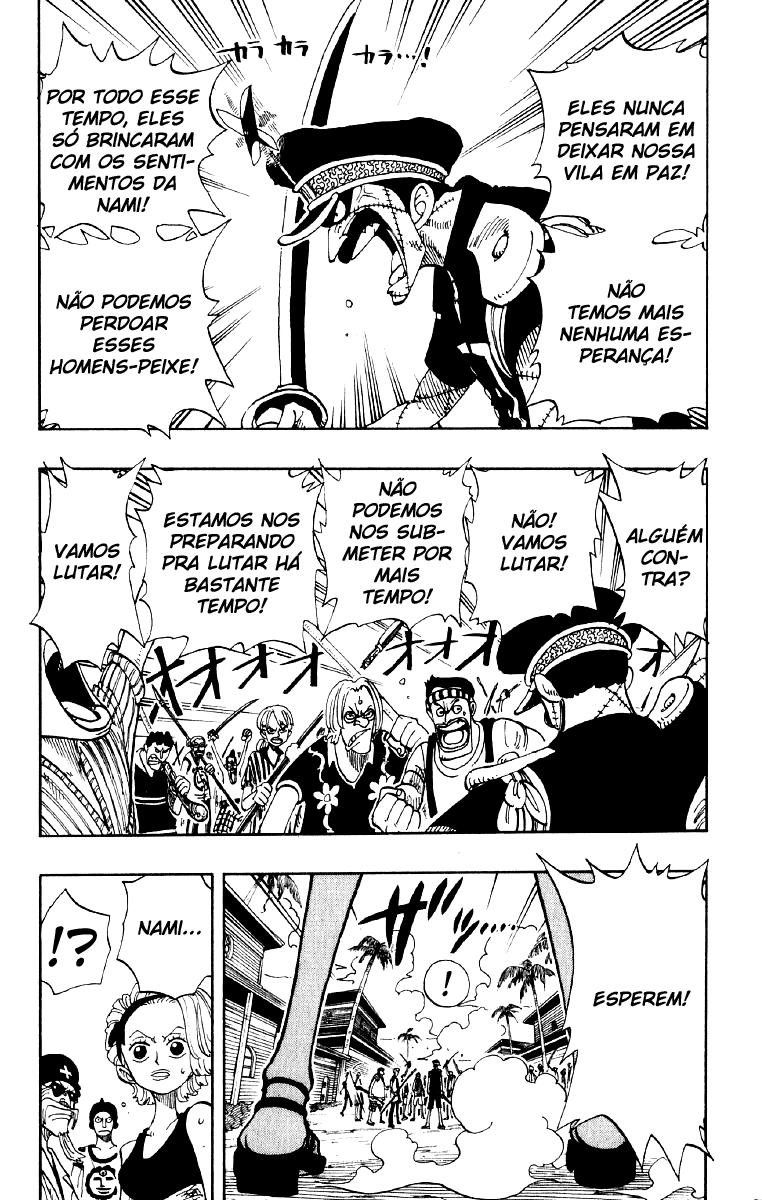 ELES NUNCA
PENSARAM EM
DEIXAR NOSSA
VILA EM PAZ!
カラ カラ カラ…!
POR TODO ESSE
TEMPO, ELES
SÓ BRINCARAM
COM OS SENTI-
MENTOS DA
NAMI!
NÃO
TEMOS MAIS
NENHUMA ES-
PERANÇA!
NÃO PODEMOS
PERDOAR
ESSES
HOMENS-PEIXE!
ALGUÉM
CON-
TRA?
NÃO!
VAMOS
LUTAR!
NÃO
PODEMOS
NOS SUB-
METER POR
MAIS
TEMPO!
ESTAMOS NOS
PREPARANDO
PRA LUTAR HÁ
BASTANTE
TEMPO!
VAMOS
LUTAR!
オオオオオオオ
ESPEREM!
ザッ…
!
NAMI...
!?